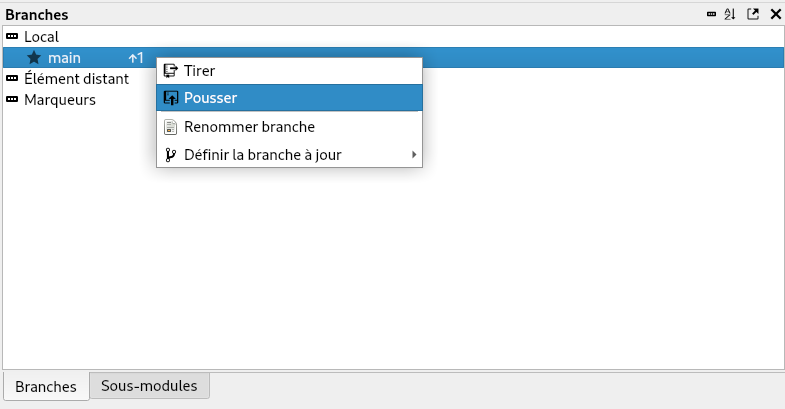 Branches
Local
main ↑1
Tirer
Élément distant
Pousser
Marqueurs
Renommer branche
Définir la branche à jour
Branches Sous-modules